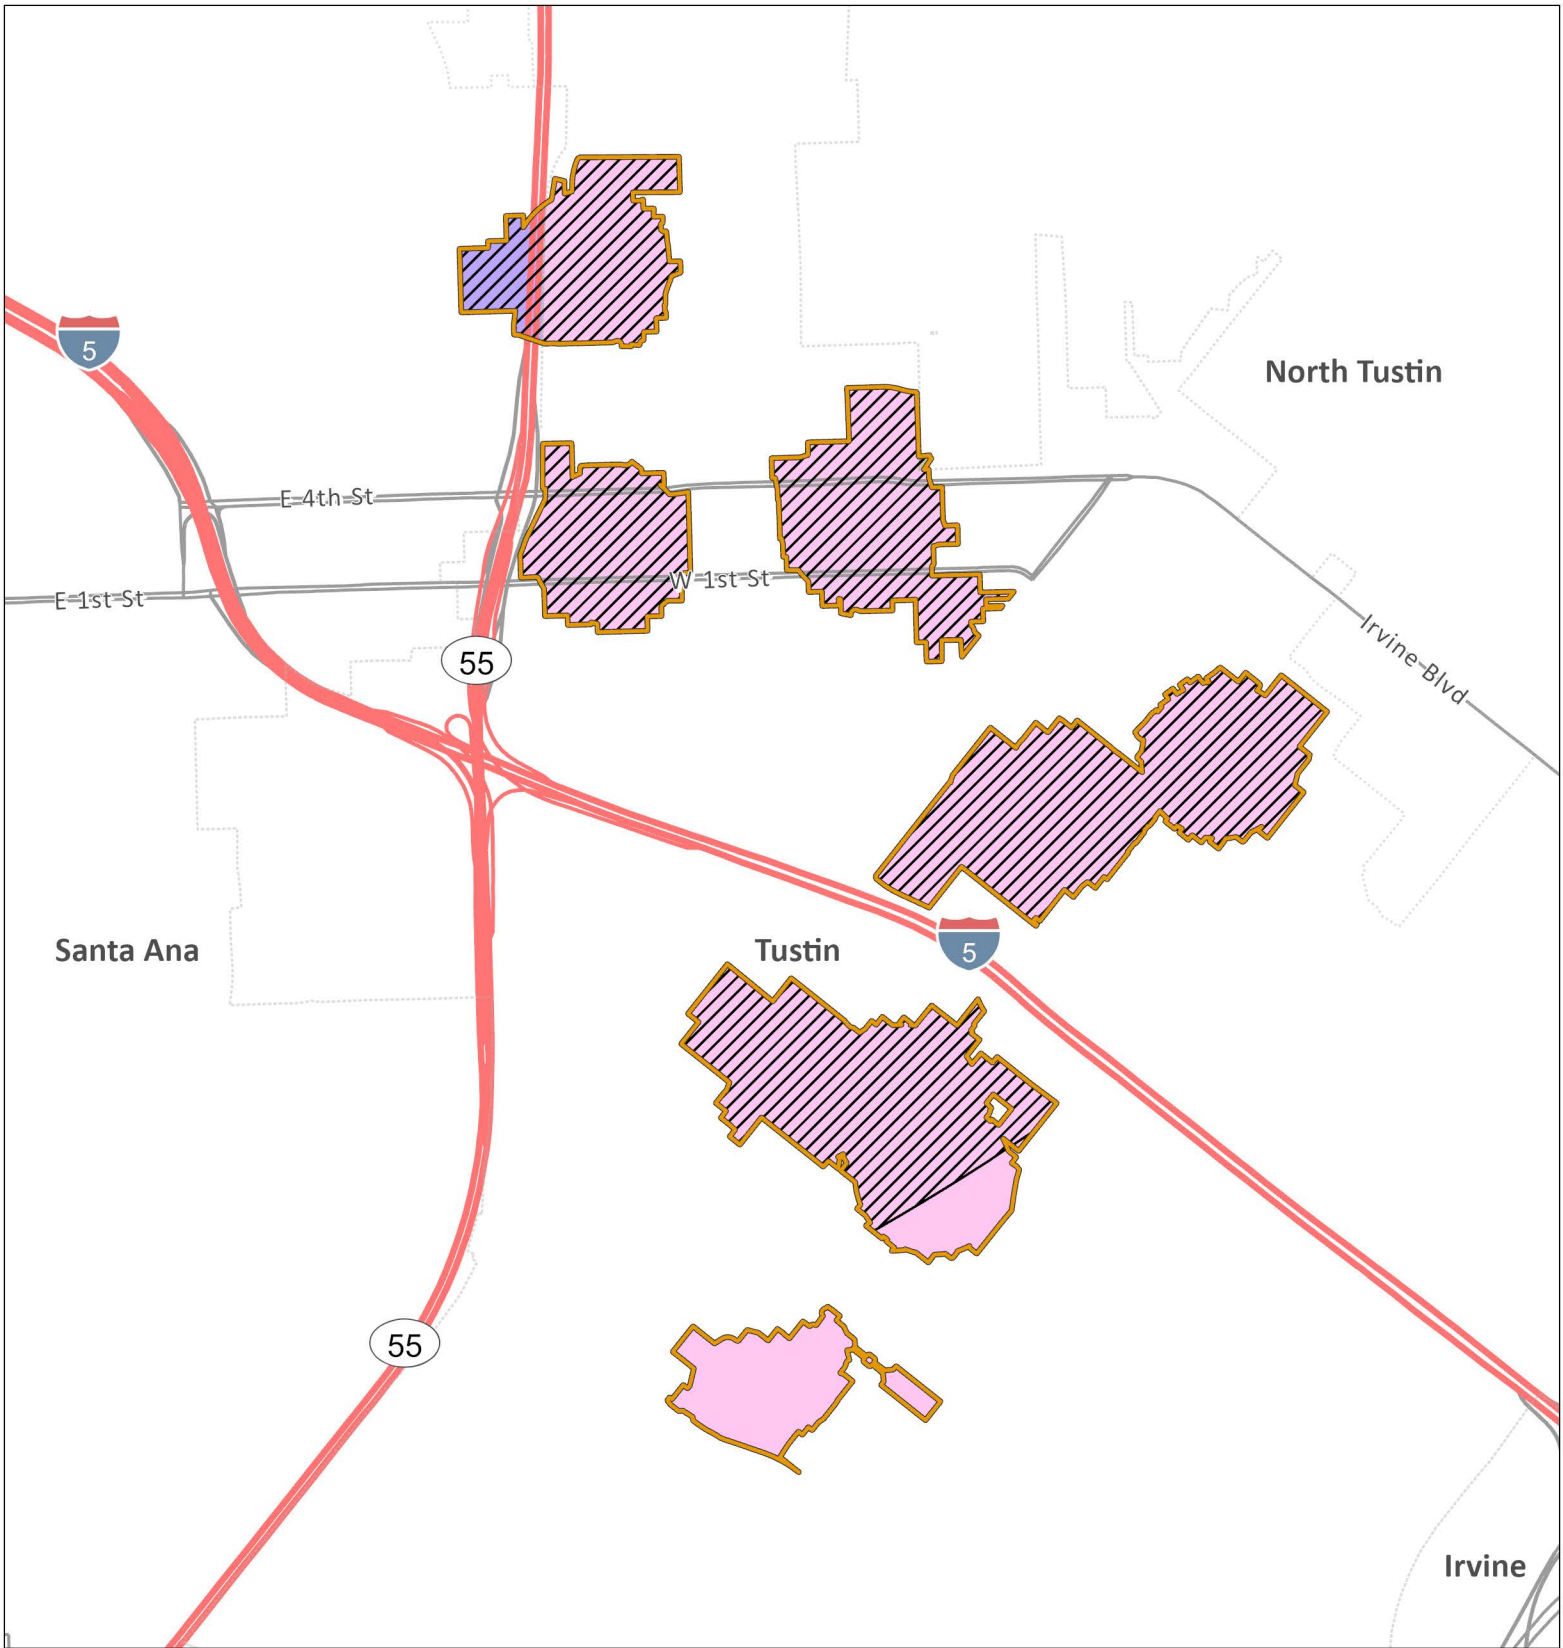 5
North Tustin
E 4th St
W 1st St
E 1st St
Irvine Blvd
55
Santa Ana
Tustin
5
55
Irvine